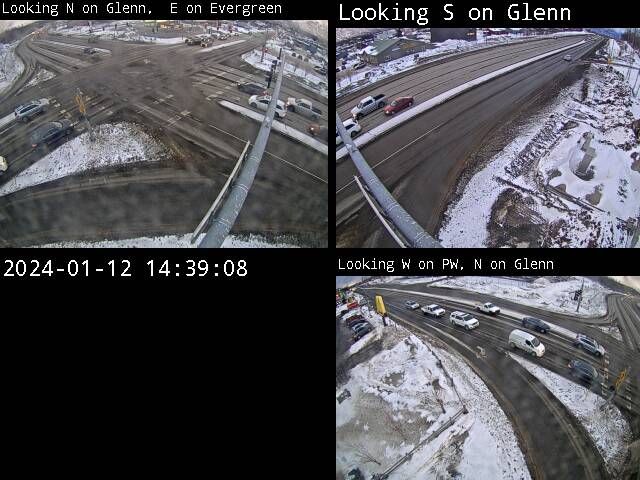 Looking N on Glenn,  E on Evergreen
Looking S on Glenn
2024-01-12 14:39:08
Looking W on PW, N on Glenn